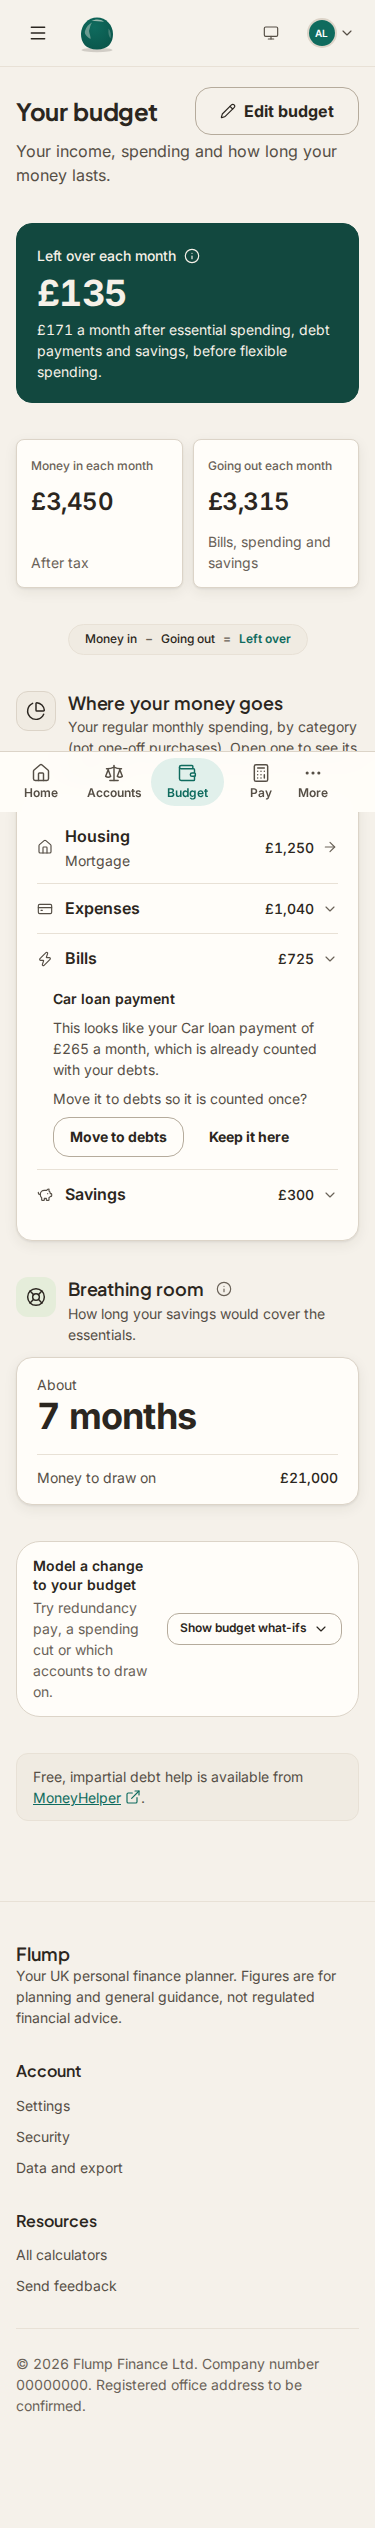 AL
Your budget
Edit budget
Your income, spending and how long your
money lasts.
Left over each month
£135
£171 a month after essential spending, debt
payments and savings, before flexible
spending.
Money in each month
£3,450
After tax
Going out each month
£3,315
Bills, spending and
savings
Money in − Going out = Left over
Where your money goes
Your regular monthly spending, by category
(not one-off purchases). Open one to see its
Home
Accounts
Budget
Pay
More
Housing
Mortgage
£1,250
Expenses
£1,040
Bills
£725
Car loan payment
This looks like your Car loan payment of
£265 a month, which is already counted
with your debts.
Move it to debts so it is counted once?
Move to debts
Keep it here
Savings
£300
Breathing room
How long your savings would cover the
essentials.
About
7 months
Money to draw on
£21,000
Model a change
to your budget
Try redundancy
pay, a spending
cut or which
accounts to draw
on.
Show budget what-ifs
Free, impartial debt help is available from
MoneyHelper .
Flump
Your UK personal finance planner. Figures are for
planning and general guidance, not regulated
financial advice.
Account
Settings
Security
Data and export
Resources
All calculators
Send feedback
© 2026 Flump Finance Ltd. Company number
00000000. Registered office address to be
confirmed.